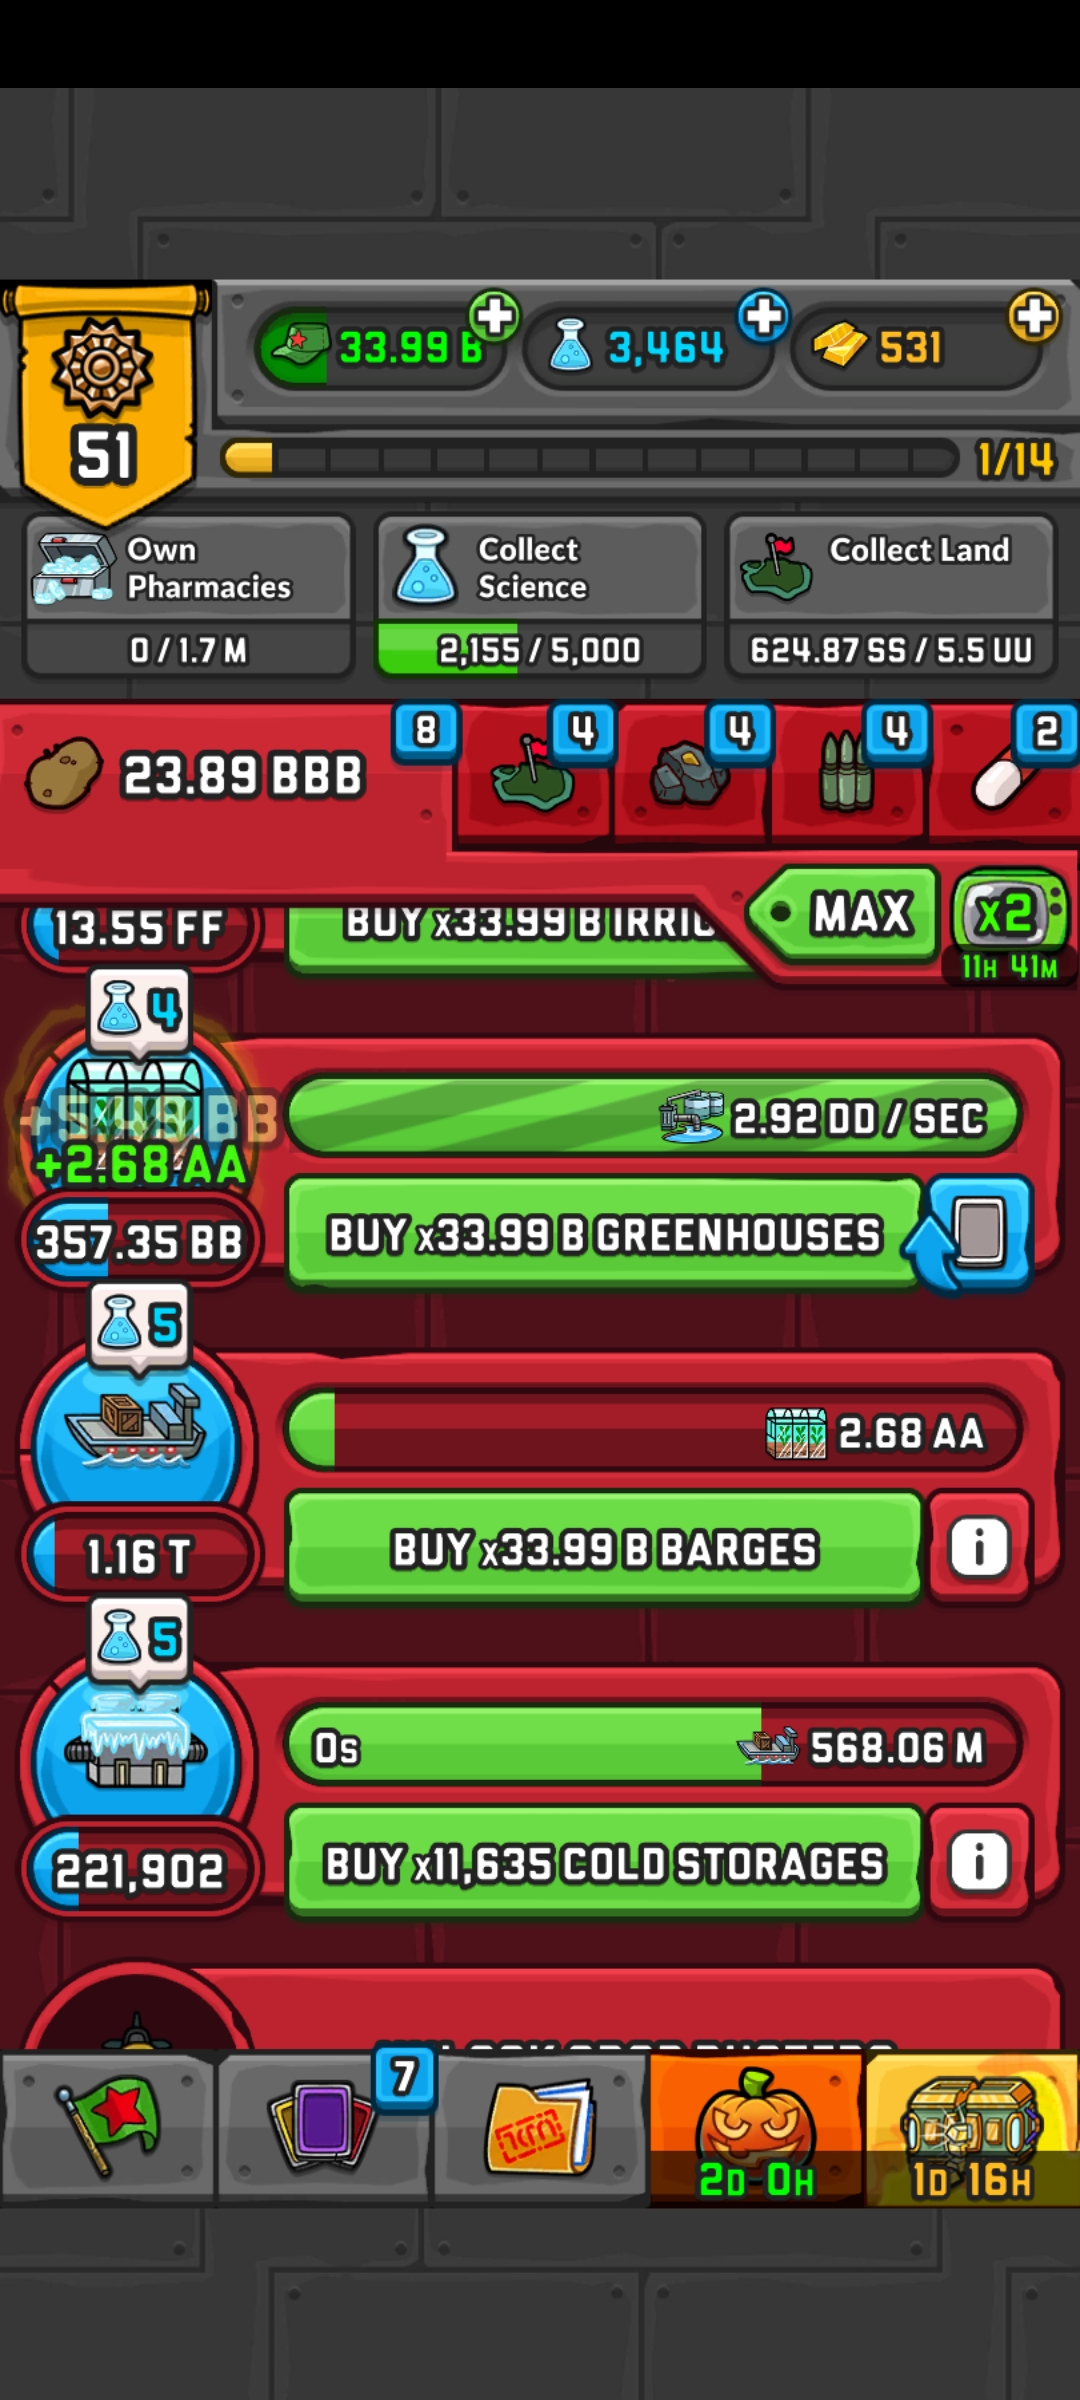 33.99 B
3,464
531
51
1/14
Own
Pharmacies
0 / 1.7 M
Collect
Science
2,155 / 5,000
Collect Land
624.87 SS / 5.5 UU
23.89 BBB
8
4
4
4
2
MAX
x2
11H 41M
13.55 FF
BUY x33.99 B
4
+2.68 AA
357.35 BB
2.92 DD / SEC
BUY x33.99 B GREENHOUSES
5
2.68 AA
1.16 T
BUY x33.99 B BARGES
5
0s
568.06 M
221,902
BUY x11,635 COLD STORAGES
7
2D 0H
1D 16H